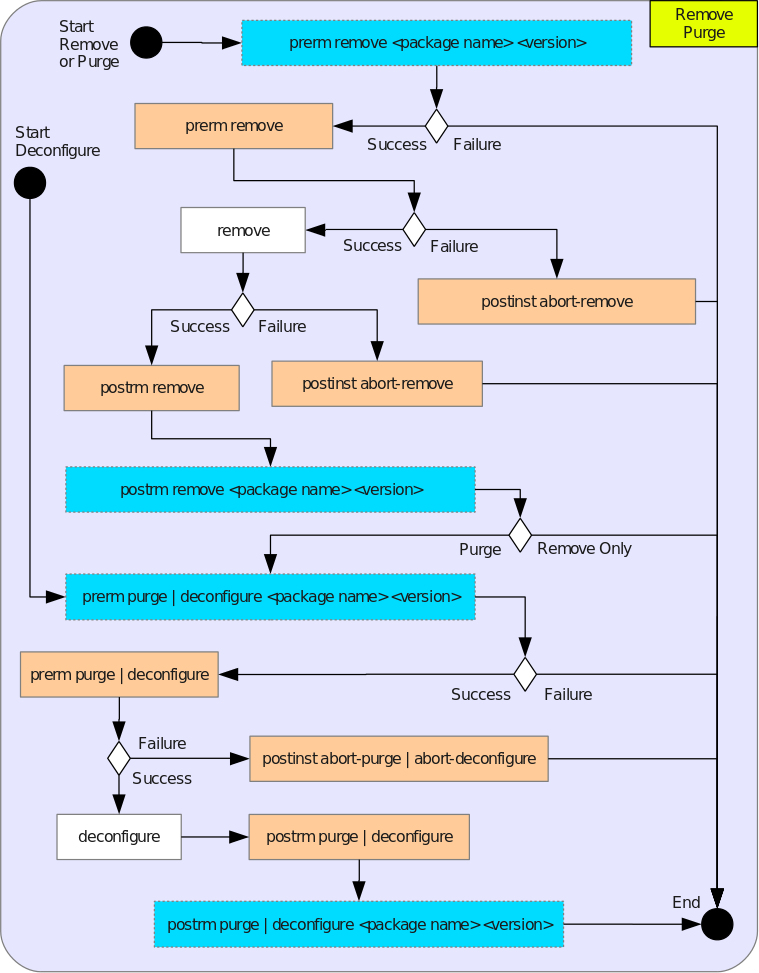 Start
Remove
or Purge
prerm remove <package name><version>
Remove
Purge
prerm remove
Success
Failure
Start
Deconfigure
remove
Success
Failure
postinst abort-remove
Success
Failure
postrm remove
postinst abort-remove
postrm remove <package name><version>
Purge
Remove Only
prerm purge | deconfigure <package name><version>
prerm purge | deconfigure
Success
Failure
Failure
Success
postinst abort-purge | abort-deconfigure
deconfigure
postrm purge | deconfigure
End
postrm purge | deconfigure <package name><version>